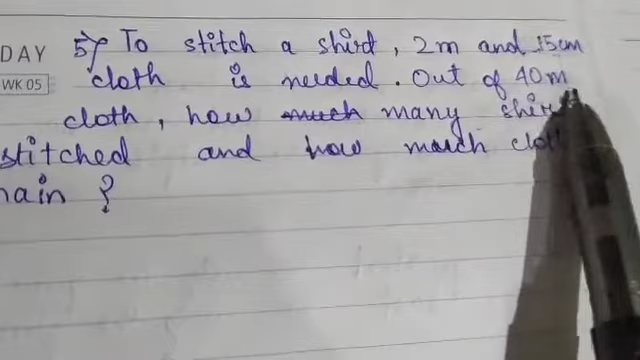 DAY 5) To stitch a shirt, 2m and 15cm
WK 05 cloth is needed. Out of 40m
cloth, how much many
stitched and how much
?